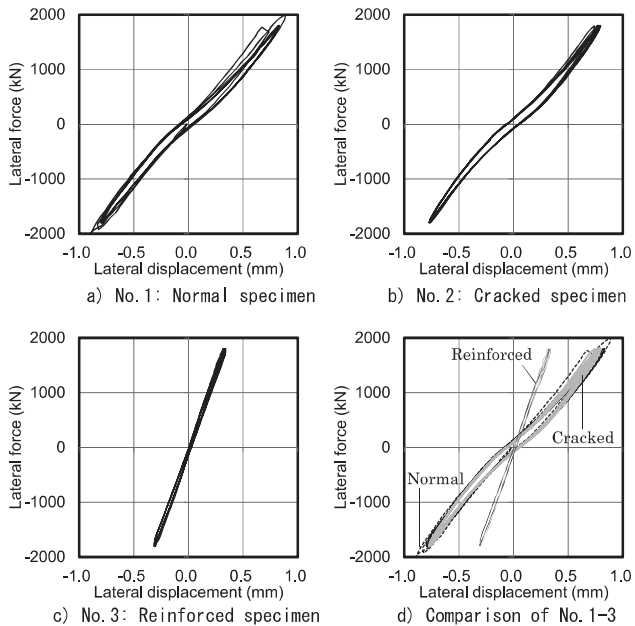 2000
1000
0
-1000
-2000
Lateral force (kN)
-1.0 -0.5 0.0 0.5 1.0
Lateral displacement (mm)
a) No.1: Normal specimen
2000
1000
0
-1000
-2000
Lateral force (kN)
-1.0 -0.5 0.0 0.5 1.0
Lateral displacement (mm)
b) No.2: Cracked specimen
2000
1000
0
-1000
-2000
Lateral force (kN)
-1.0 -0.5 0.0 0.5 1.0
Lateral displacement (mm)
c) No.3: Reinforced specimen
2000
1000
0
-1000
-2000
Lateral force (kN)
Reinforced
Cracked
Normal
-1.0 -0.5 0.0 0.5 1.0
Lateral displacement (mm)
d) Comparison of No.1-3